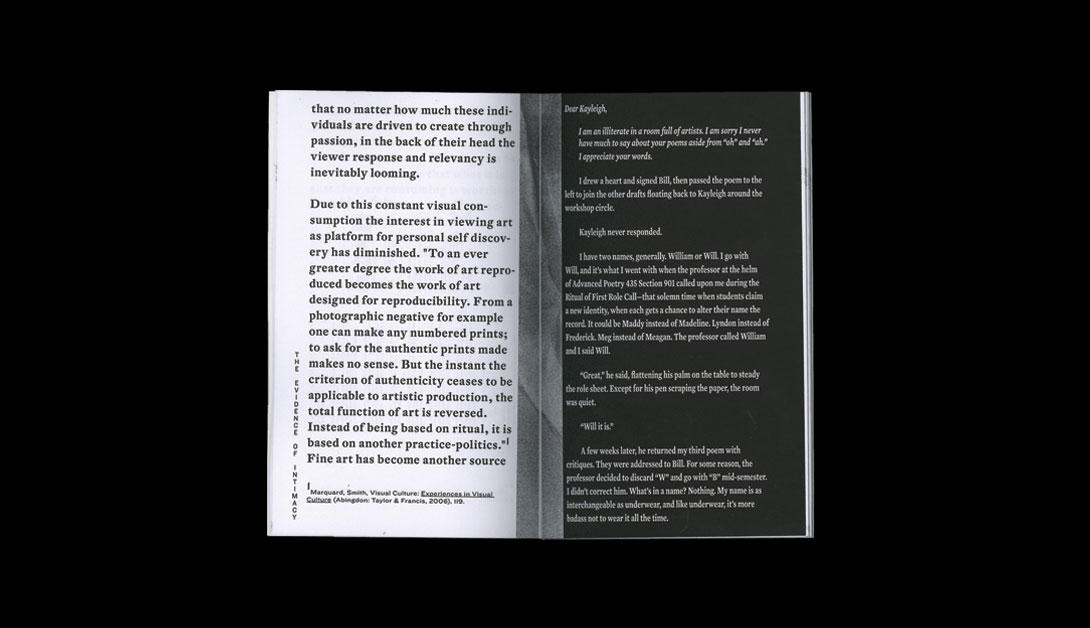 that no matter how much these indi-
viduals are driven to create through
passion, in the back of their head the
viewer response and relevancy is
inevitably looming.
Due to this constant visual con-
sumption the interest in viewing art
as platform for personal self discov-
ery has diminished. "To an ever
greater degree the work of art repro-
duced becomes the work of art
designed for reproducibility. From a
photographic negative for example
one can make any numbered prints;
to ask for the authentic prints made
makes no sense. But the instant the
criterion of authenticity ceases to be
applicable to artistic production, the
total function of art is reversed.
Instead of being based on ritual, it is
based on another practice-politics."1
Fine art has become another source
1
Marquard, Smith, Visual Culture: Experiences in Visual
Culture (Abingdon: Taylor & Francis, 2006), 119.
THE EVIDENCE OF INTIMACY
Dear Kayleigh,
I am an illiterate in a room full of artists. I am sorry I never
have much to say about your poems aside from “oh” and “ah.”
I appreciate your words.
I drew a heart and signed Bill, then passed the poem to the
left to join the other drafts floating back to Kayleigh around the
workshop circle.
Kayleigh never responded.
I have two names, generally. William or Will. I go with
Will, and it’s what I went with when the professor at the helm
of Advanced Poetry 435 Section 901 called upon me during the
Ritual of First Role Call—that solemn time when students claim
a new identity, when each gets a chance to alter their name the
record. It could be Maddy instead of Madeline. Lyndon instead of
Frederick. Meg instead of Meagan. The professor called William
and I said Will.
“Great,” he said, flattening his palm on the table to steady
the role sheet. Except for his pen scraping the paper, the room
was quiet.
“Will it is.”
A few weeks later, he returned my third poem with
critiques. They were addressed to Bill. For some reason, the
professor decided to discard “W” and go with “B” mid-semester.
I didn’t correct him. What’s in a name? Nothing. My name is as
interchangeable as underwear, and like underwear, it’s more
badass not to wear it all the time.